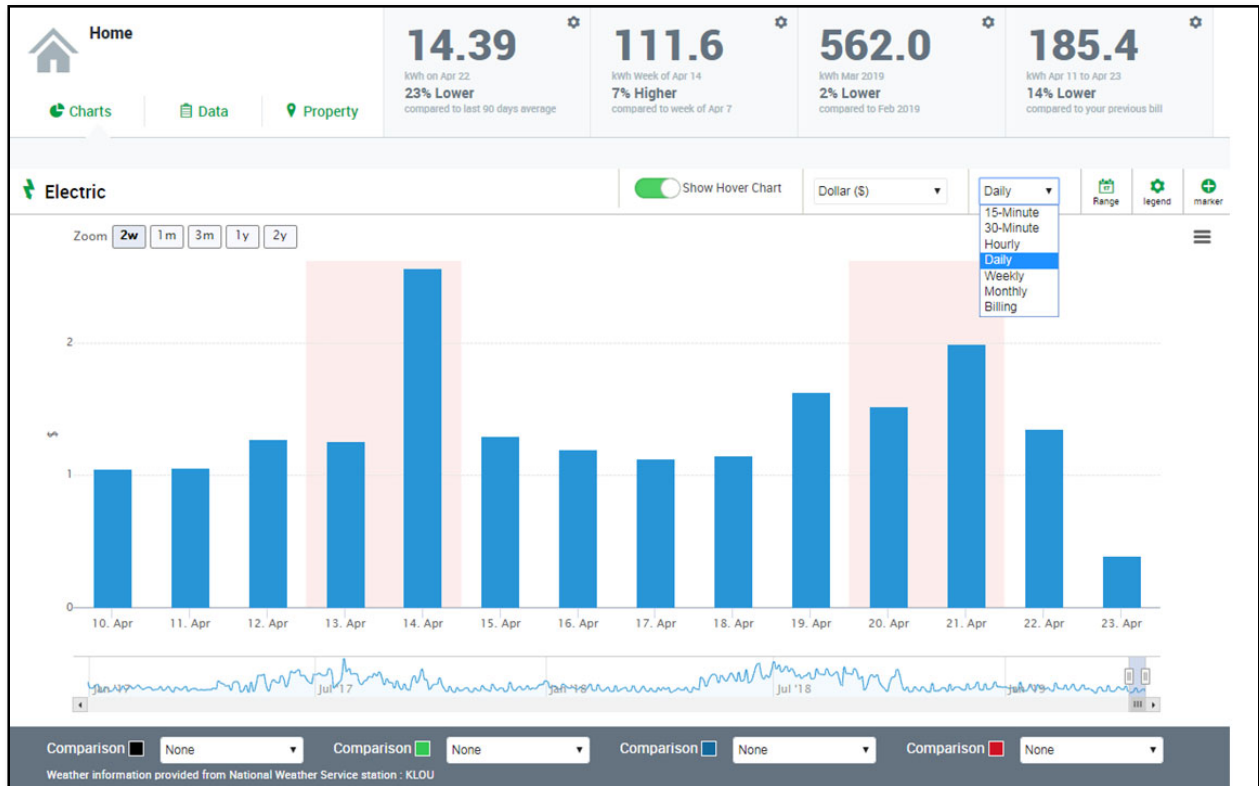 Home
Charts
Data
Property
14.39
kWh on Apr 22
23% Lower
compared to last 90 days average
111.6
kWh Week of Apr 14
7% Higher
compared to week of Apr 7
562.0
kWh Mar 2019
2% Lower
compared to Feb 2019
185.4
kWh Apr 11 to Apr 23
14% Lower
compared to your previous bill
Electric
Show Hover Chart
Dollar ($)
Daily
Range
legend
marker
15-Minute
30-Minute
Hourly
Daily
Weekly
Monthly
Billing
Zoom 2w 1m 3m 1y 2y
2
$
1
0
10. Apr 11. Apr 12. Apr 13. Apr 14. Apr 15. Apr 16. Apr 17. Apr 18. Apr 19. Apr 20. Apr 21. Apr 22. Apr 23. Apr
Jan '17 Jul '17 Jan '18 Jul '18 Jan '19
Comparison None Comparison None Comparison None Comparison None
Weather information provided from National Weather Service station : KLOU